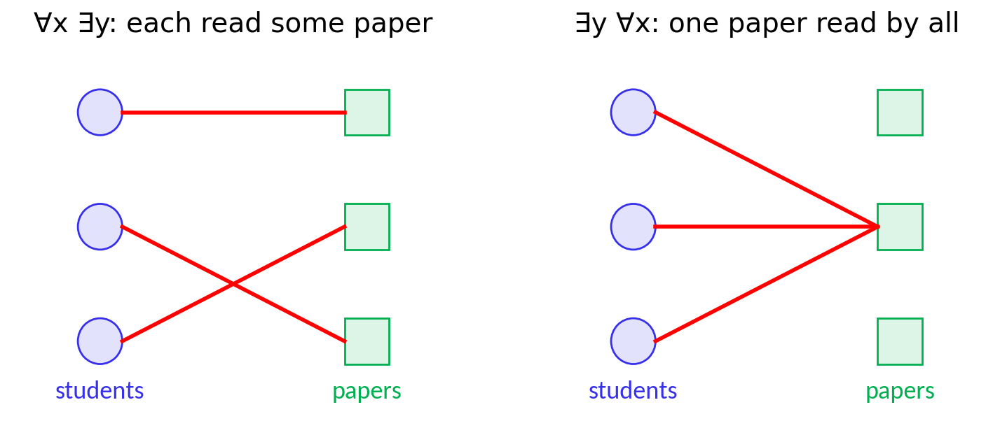 ∀x ∃y: each read some paper
∃y ∀x: one paper read by all
students
papers
students
papers